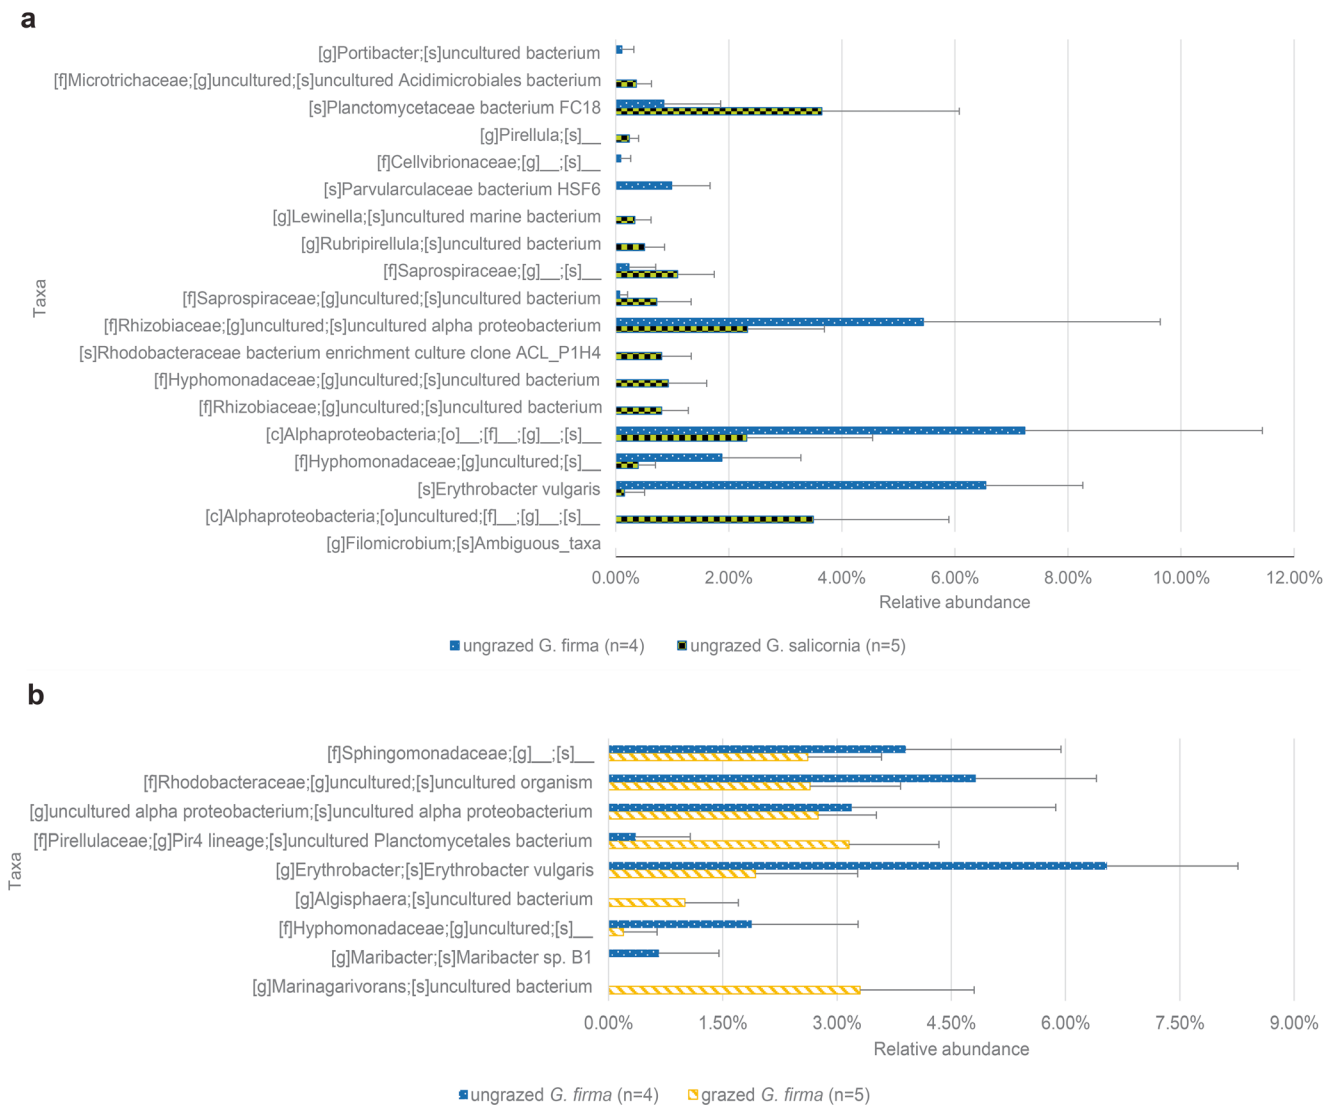 a
[g]Portibacter;[s]uncultured bacterium
[f]Microtrichaceae;[g]uncultured;[s]uncultured Acidimicrobiales bacterium
[s]Planctomycetaceae bacterium FC18
[g]Pirellula;[s]__
[f]Cellvibrionaceae;[g]__;[s]__
[s]Parvularculaceae bacterium HSF6
[g]Lewinella;[s]uncultured marine bacterium
[g]Rubripirellula;[s]uncultured bacterium
[f]Saprospiraceae;[g]__;[s]__
[f]Saprospiraceae;[g]uncultured;[s]uncultured bacterium
[f]Rhizobiaceae;[g]uncultured;[s]uncultured alpha proteobacterium
[s]Rhodobacteraceae bacterium enrichment culture clone ACL_P1H4
[f]Hyphomonadaceae;[g]uncultured;[s]uncultured bacterium
[f]Rhizobiaceae;[g]uncultured;[s]uncultured bacterium
[c]Alphaproteobacteria;[o]__;[f]__;[g]__;[s]__
[f]Hyphomonadaceae;[g]uncultured;[s]__
[s]Erythrobacter vulgaris
[c]Alphaproteobacteria;[o]uncultured;[f]__;[g]__;[s]__
[g]Filomicrobium;[s]Ambiguous_taxa
Taxa
0.00% 2.00% 4.00% 6.00% 8.00% 10.00% 12.00%
Relative abundance
ungrazed G. firma (n=4) ungrazed G. salicornia (n=5)
b
[f]Sphingomonadaceae;[g]__;[s]__
[f]Rhodobacteraceae;[g]uncultured;[s]uncultured organism
[g]uncultured alpha proteobacterium;[s]uncultured alpha proteobacterium
[f]Pirellulaceae;[g]Pir4 lineage;[s]uncultured Planctomycetales bacterium
[g]Erythrobacter;[s]Erythrobacter vulgaris
[g]Algisphaera;[s]uncultured bacterium
[f]Hyphomonadaceae;[g]uncultured;[s]__
[g]Maribacter;[s]Maribacter sp. B1
[g]Marinagarivorans;[s]uncultured bacterium
Taxa
0.00% 1.50% 3.00% 4.50% 6.00% 7.50% 9.00%
Relative abundance
ungrazed G. firma (n=4) grazed G. firma (n=5)